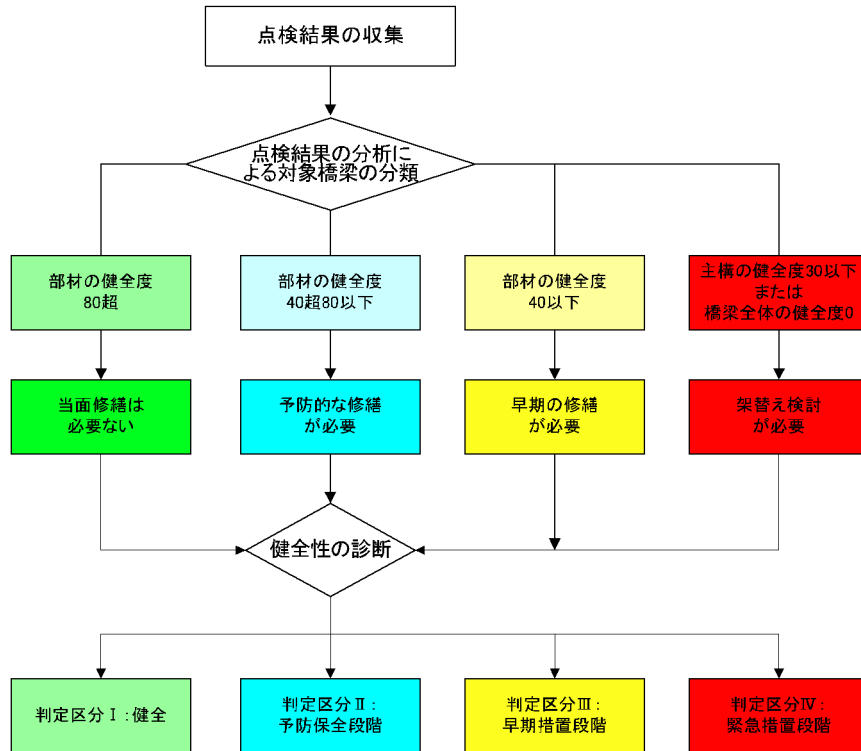 点検結果の収集
点検結果の分析に
よる対象橋梁の分類
部材の健全度
80超
部材の健全度
40超80以下
部材の健全度
40以下
主構の健全度30以下
または
橋梁全体の健全度0
当面修繕は
必要ない
予防的な修繕
が必要
早期の修繕
が必要
架替え検討
が必要
健全性の診断
判定区分Ⅰ:健全
判定区分Ⅱ:
予防保全段階
判定区分Ⅲ:
早期措置段階
判定区分Ⅳ:
緊急措置段階